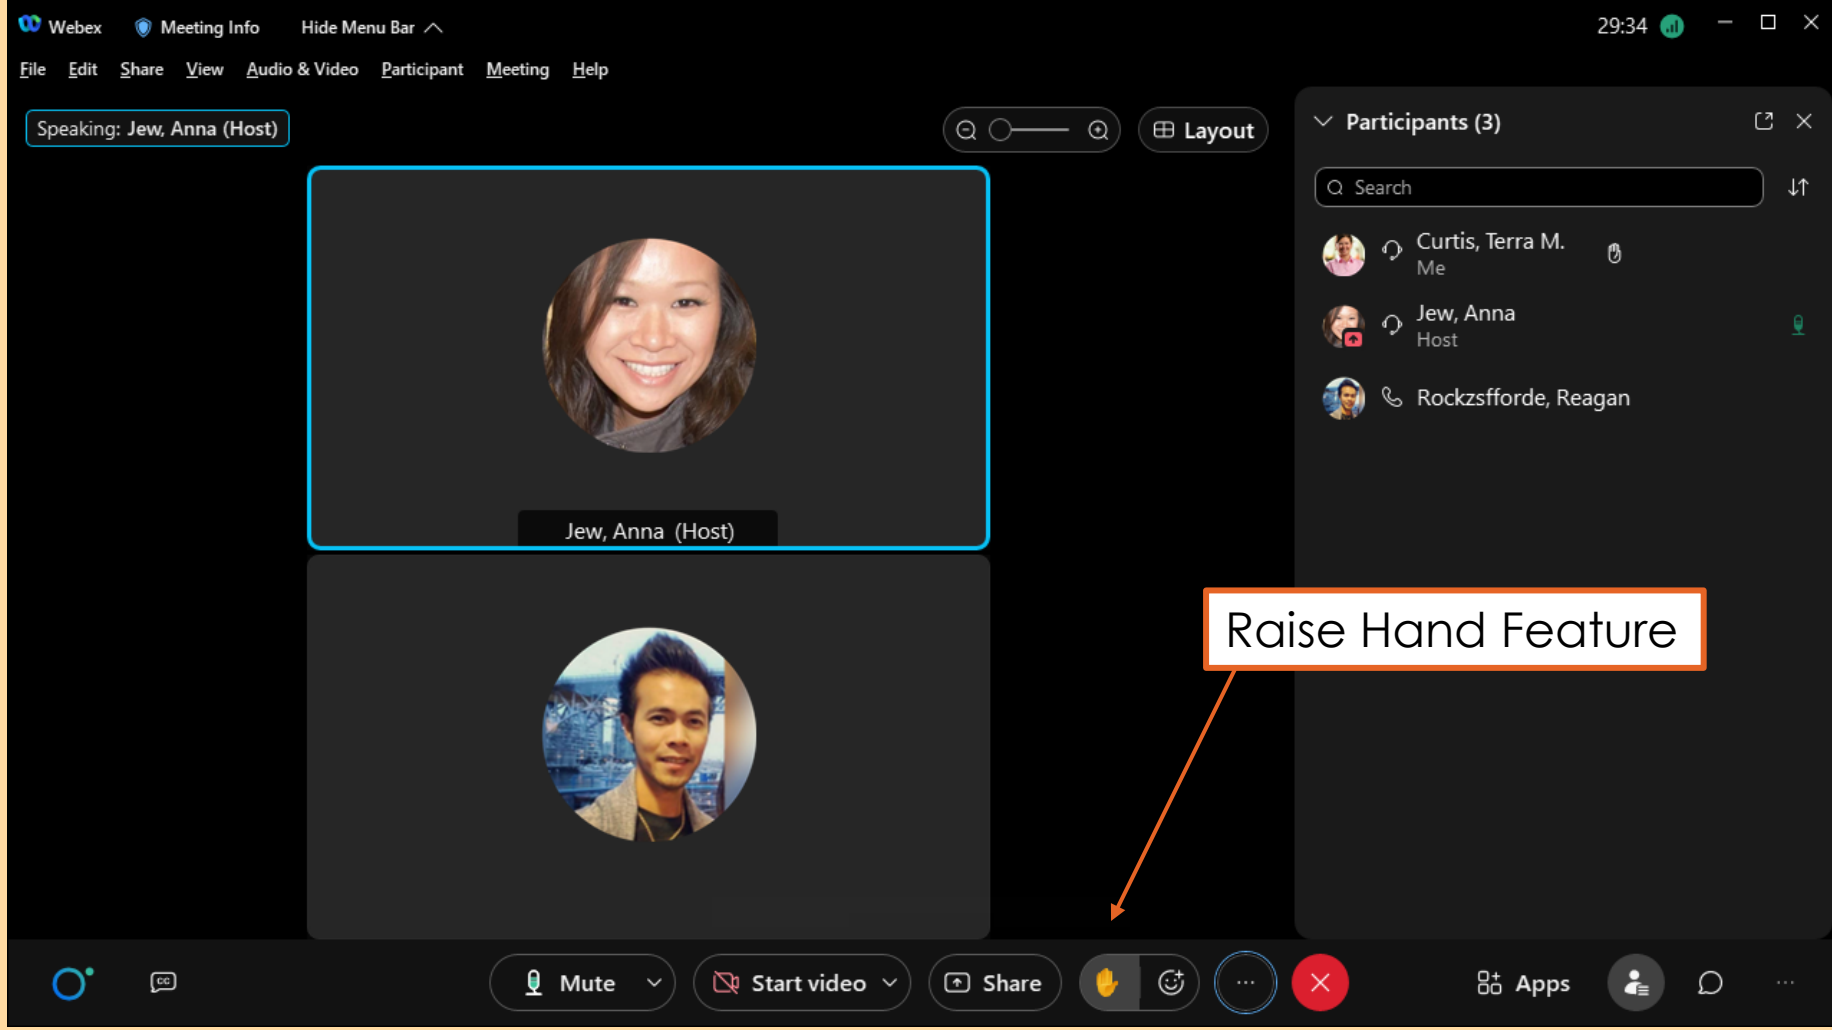 Webex
Meeting Info
Hide Menu Bar
29:34
File Edit Share View Audio & Video Participant Meeting Help
Speaking: Jew, Anna (Host)
Layout
Participants (3)
Search
Curtis, Terra M.
Me
Jew, Anna
Host
Rockzsfforde, Reagan
Jew, Anna (Host)
Raise Hand Feature
CC
Mute
Start video
Share
Apps